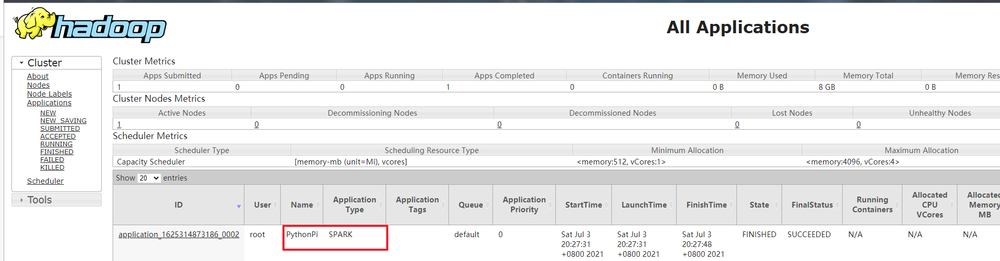 hadoop
All Applications
Cluster
About
Nodes
Node Labels
Applications
NEW
NEW_SAVING
SUBMITTED
ACCEPTED
RUNNING
FINISHED
FAILED
KILLED
Scheduler
Tools
Cluster Metrics
Apps Submitted Apps Pending Apps Running Apps Completed Containers Running Memory Used Memory Total Memory Res
1 0 0 1 0 0 B 8 GB 0 B
Cluster Nodes Metrics
Active Nodes Decommissioning Nodes Decommissioned Nodes Lost Nodes Unhealthy Nodes
1 0 0 0 0
Scheduler Metrics
Scheduler Type Scheduling Resource Type Minimum Allocation Maximum Allocation
Capacity Scheduler [memory-mb (unit=Mi), vcores] <memory:512, vCores:1> <memory:4096, vCores:4>
Show 20 entries
ID User Name Application Type Application Tags Queue Application Priority StartTime LaunchTime FinishTime State FinalStatus Running Containers Allocated CPU VCores Allocated Memory MB
application_1625314873186_0002 root PythonPi SPARK default 0 Sat Jul 3 20:27:31 +0800 2021 Sat Jul 3 20:27:31 +0800 2021 Sat Jul 3 20:27:48 +0800 2021 FINISHED SUCCEEDED N/A N/A N/A